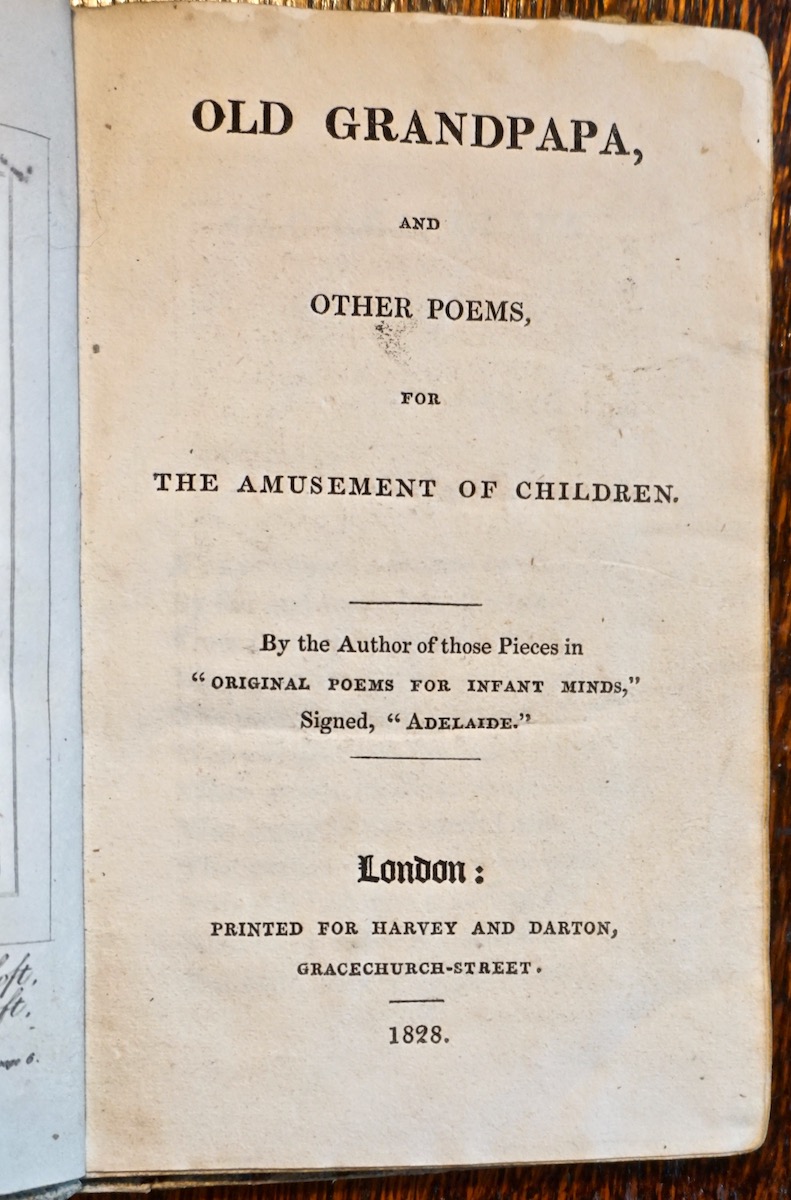 OLD GRANDPAPA,
AND
OTHER POEMS,
FOR
THE AMUSEMENT OF CHILDREN.
By the Author of those Pieces in
“ORIGINAL POEMS FOR INFANT MINDS,”
Signed, “ADELAIDE.”
London:
PRINTED FOR HARVEY AND DARTON,
GRACECHURCH-STREET.
1828.